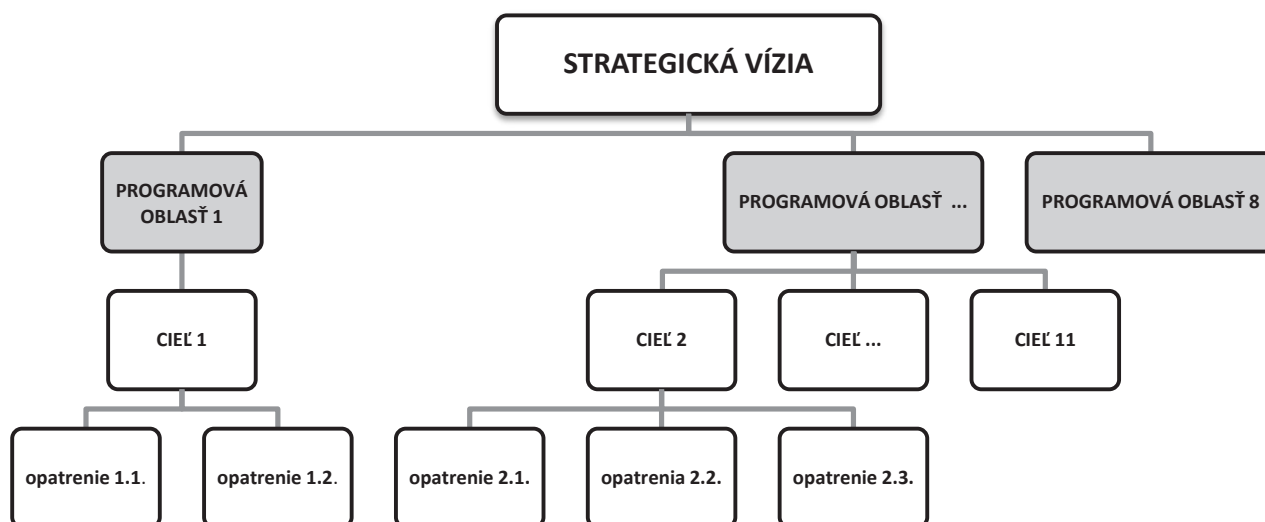 STRATEGICKÁ VÍZIA
PROGRAMOVÁ
OBLASŤ 1
PROGRAMOVÁ OBLASŤ ...
PROGRAMOVÁ OBLASŤ 8
CIEĽ 1
CIEĽ 2
CIEĽ ...
CIEĽ 11
opatrenie 1.1.
opatrenie 1.2.
opatrenie 2.1.
opatrenia 2.2.
opatrenie 2.3.